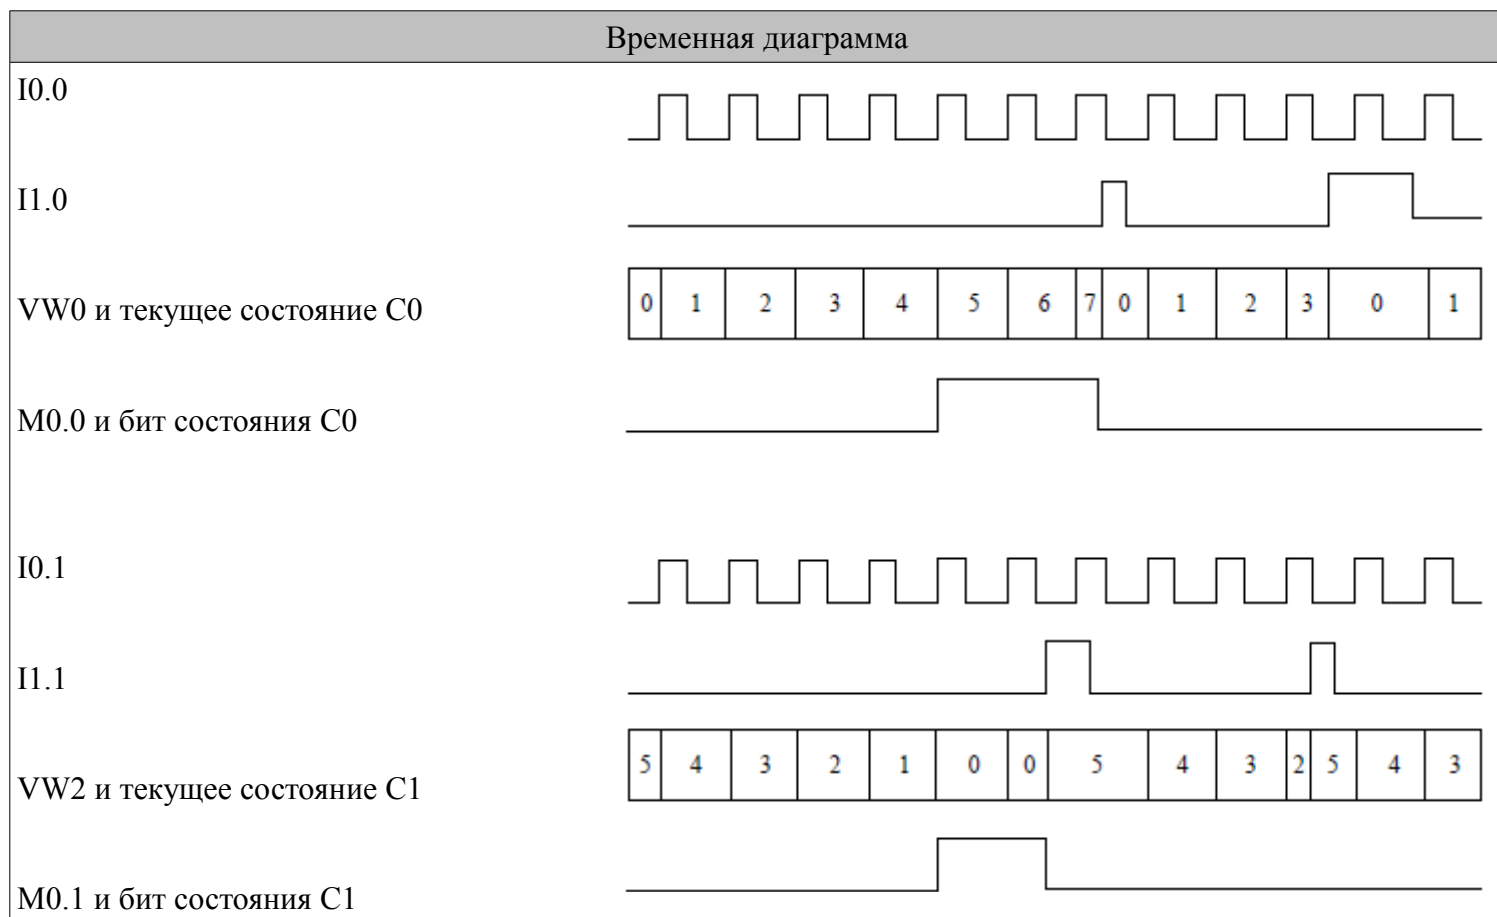 Временная диаграмма
I0.0
I1.0
VW0 и текущее состояние C0
0 1 2 3 4 5 6 7 0 1 2 3 0 1
M0.0 и бит состояния C0
I0.1
I1.1
VW2 и текущее состояние C1
5 4 3 2 1 0 0 5 4 3 2 5 4 3
M0.1 и бит состояния C1